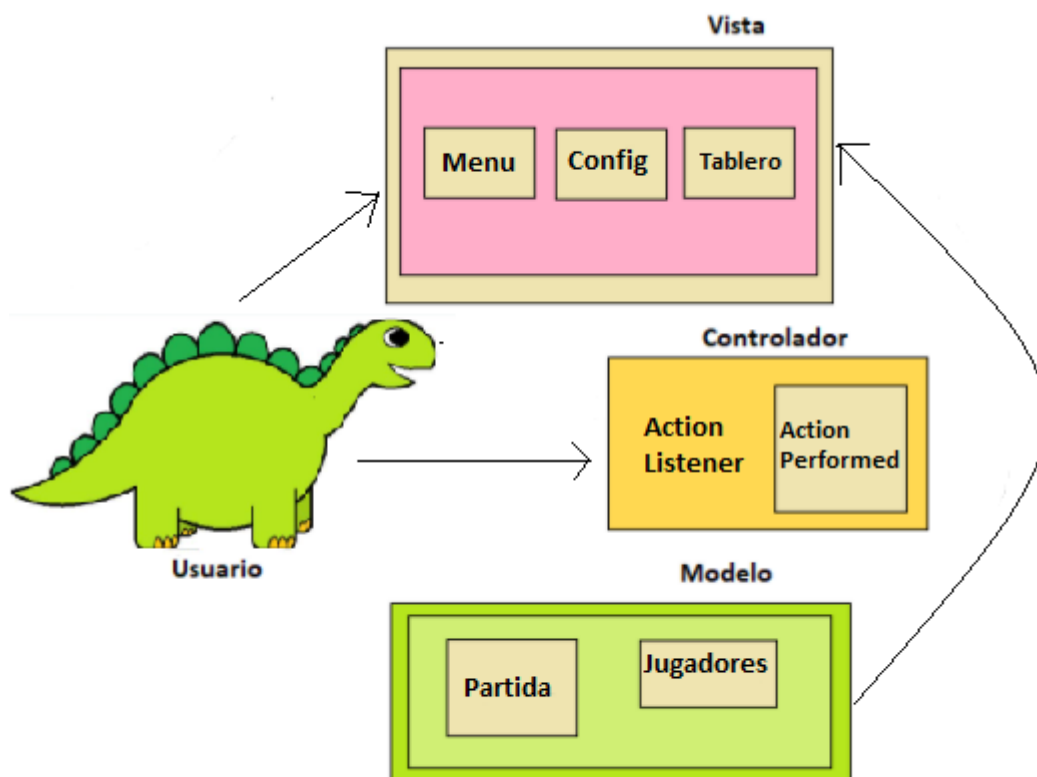 Vista
Menu
Config
Tablero
Controlador
Action
Listener
Action
Performed
Usuario
Modelo
Partida
Jugadores